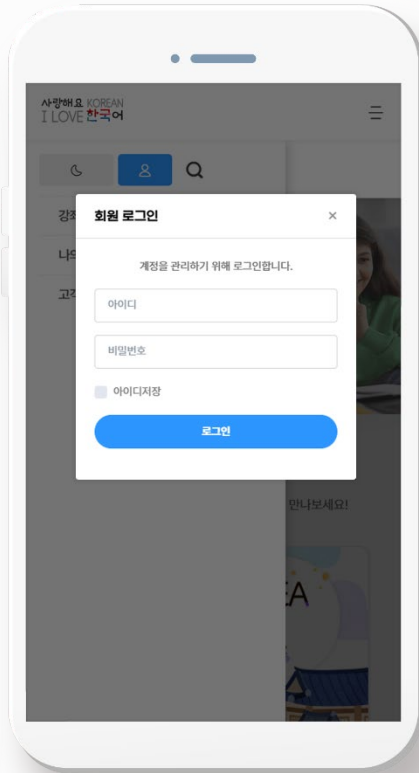 사랑해요 KOREAN
I LOVE 한국어
회원 로그인
×
계정을 관리하기 위해 로그인합니다.
아이디
비밀번호
아이디저장
로그인
만나보세요!